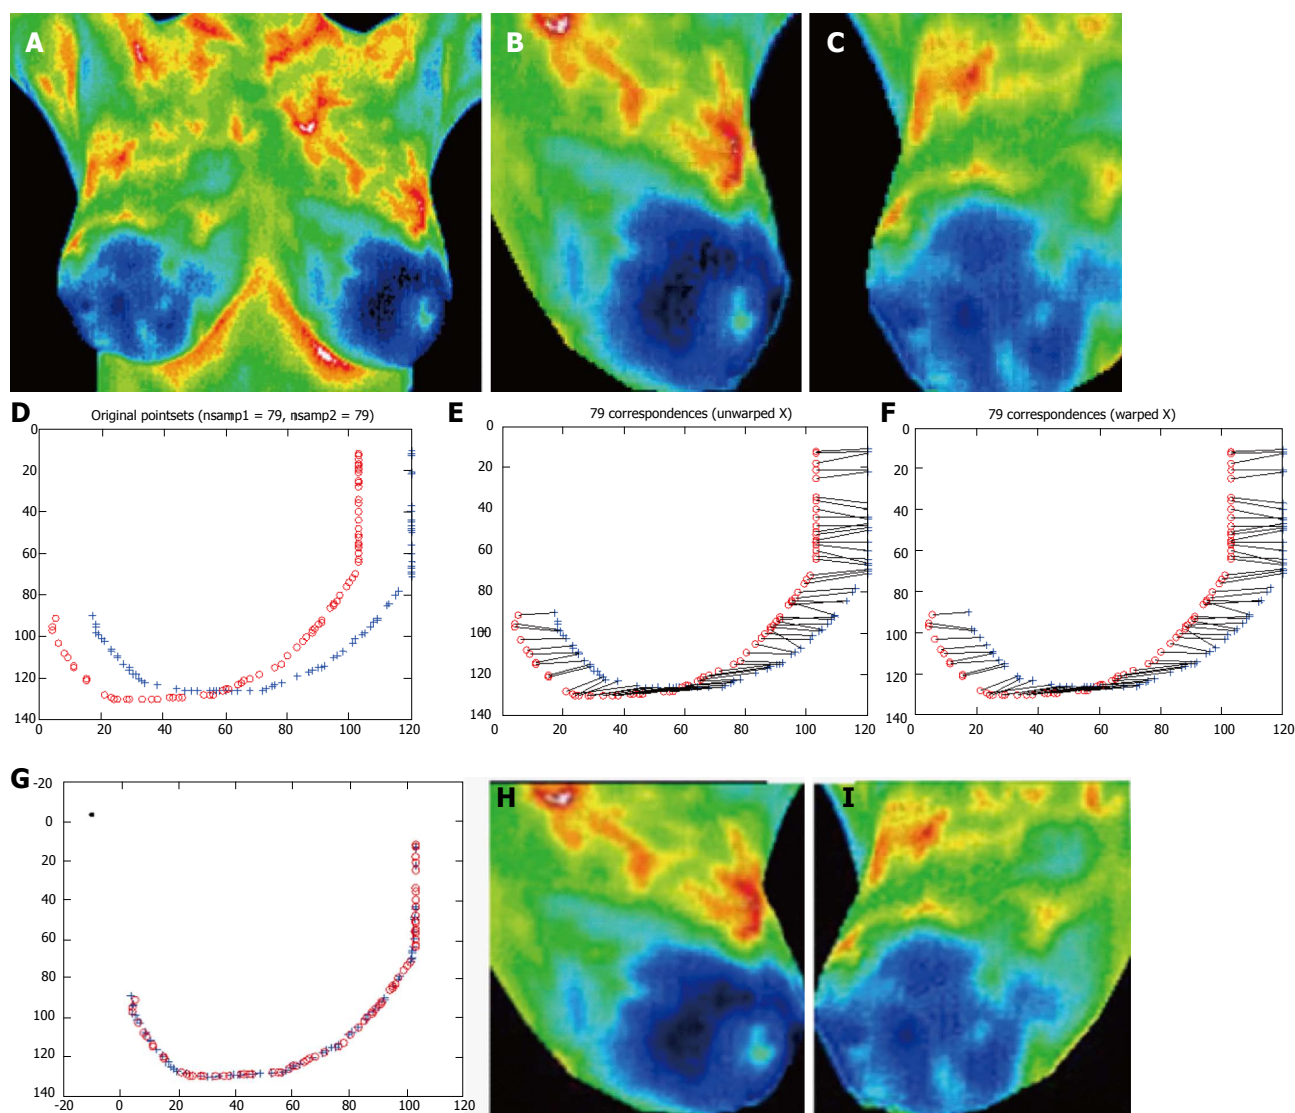 A
B
C
D
Original pointsets (nsamp1 = 79, nsamp2 = 79)
0
20
40
60
80
100
120
140
0 20 40 60 80 100 120
E
79 correspondences (unwarped X)
0
20
40
60
80
100
120
140
0 20 40 60 80 100 120
F
79 correspondences (warped X)
0
20
40
60
80
100
120
140
0 20 40 60 80 100 120
G
-20
0
20
40
60
80
100
120
140
-20 0 20 40 60 80 100 120
H
I